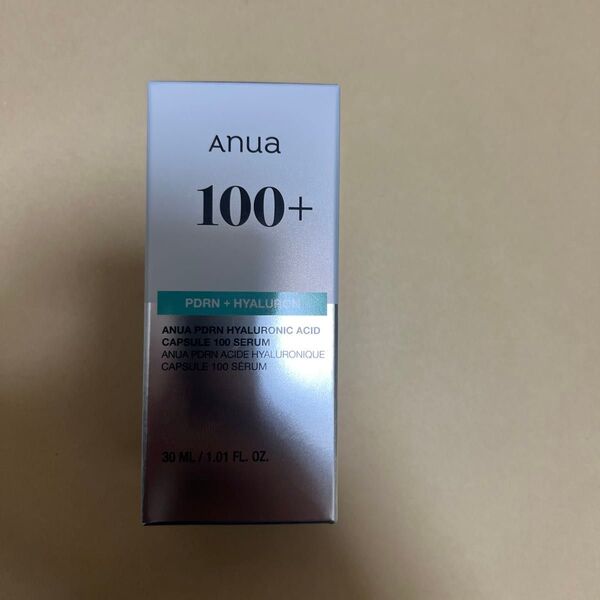 Anua
100+
PDRN + HYALURON
ANUA PDRN HYALURONIC ACID
CAPSULE 100 SERUM
ANUA PDRN ACIDE HYALURONIQUE
CAPSULE 100 SÉRUM
30 ML / 1.01 FL. OZ.